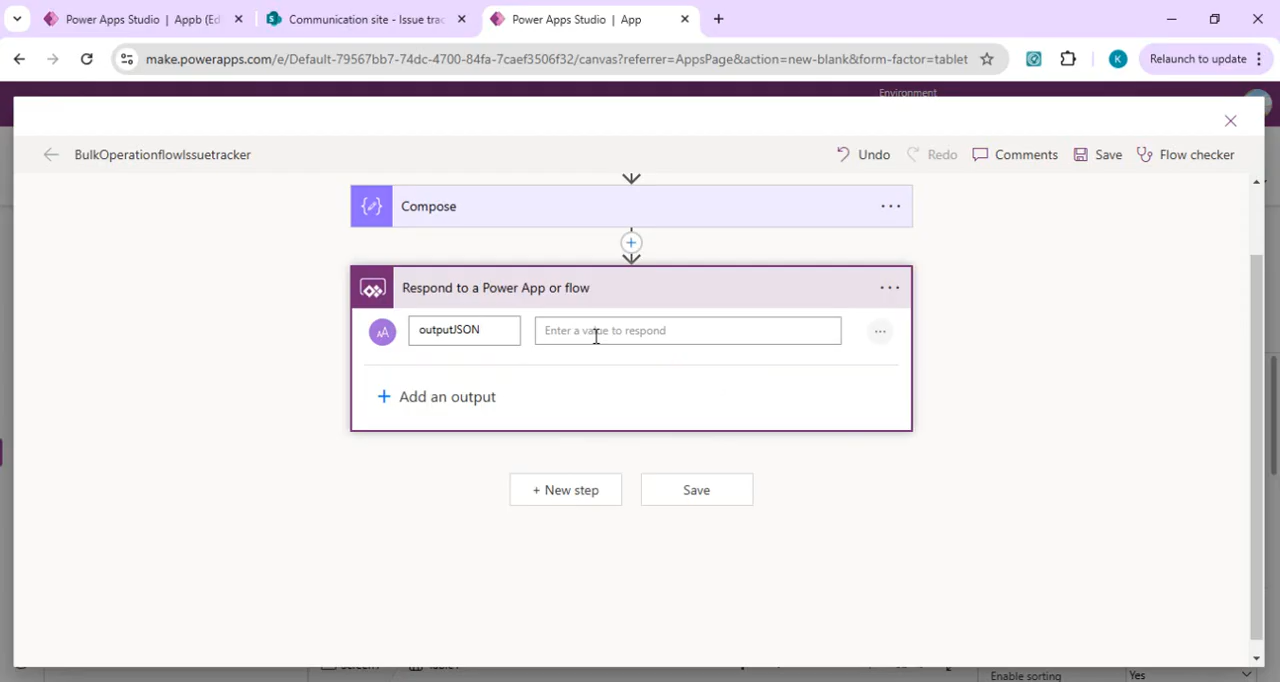 Power Apps Studio | Appb (Ed
Communication site - Issue trac
Power Apps Studio | App
make.powerapps.com/e/Default-79567bb7-74dc-4700-84fa-7caef3506f32/canvas?referrer=AppsPage&action=new-blank&form-factor=tablet
K
Relaunch to update
Environment
BulkOperationflowIssuetracker
Undo
Redo
Comments
Save
Flow checker
Compose
Respond to a Power App or flow
outputJSON
Enter a value to respond
+ Add an output
+ New step
Save
Enable sorting
Yes